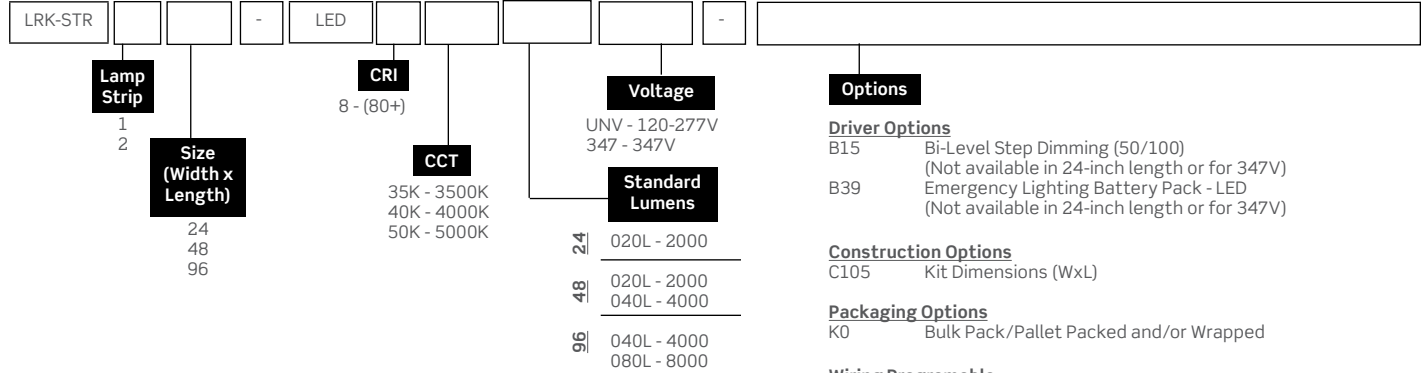 LRK-STR - LED -
Lamp
Strip
1
2
Size
(Width x
Length)
24
48
96
CRI
8 - (80+)
CCT
35K - 3500K
40K - 4000K
50K - 5000K
Voltage
UNV - 120-277V
347 - 347V
Standard
Lumens
24 020L - 2000
48 020L - 2000
040L - 4000
96 040L - 4000
080L - 8000
Options
Driver Options
B15 Bi-Level Step Dimming (50/100)
(Not available in 24-inch length or for 347V)
B39 Emergency Lighting Battery Pack - LED
(Not available in 24-inch length or for 347V)
Construction Options
C105 Kit Dimensions (WxL)
Packaging Options
K0 Bulk Pack/Pallet Packed and/or Wrapped